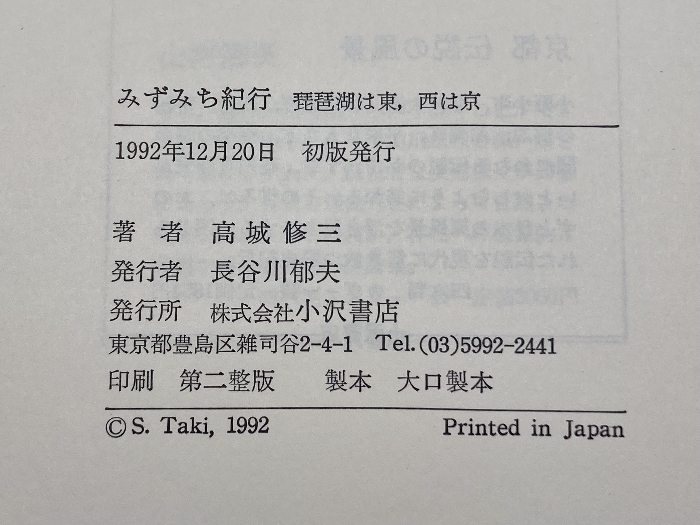 みずみち紀行 琵琶湖は東，西は京
1992年12月20日 初版発行
著者 高城修三
発行者 長谷川郁夫
発行所 株式会社小沢書店
東京都豊島区雑司谷2-4-1 Tel.(03)5992-2441
印刷 第二整版 製本 大口製本
©S. Taki, 1992 Printed in Japan